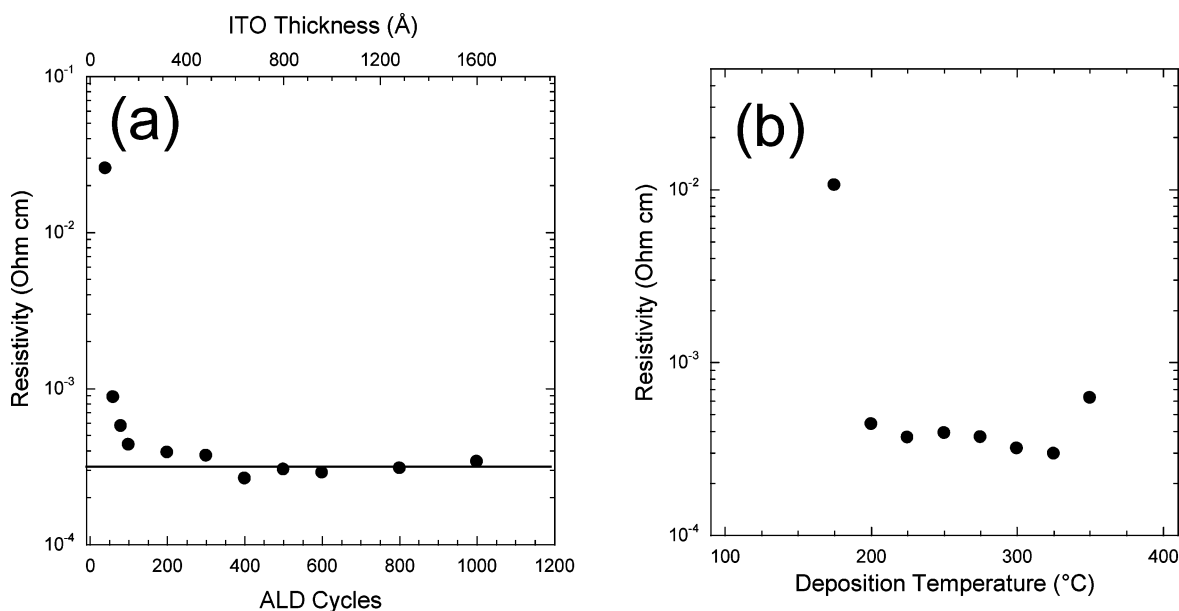 ITO Thickness (Å)
0 400 800 1200 1600
10⁻¹
10⁻²
10⁻³
10⁻⁴
Resistivity (Ohm cm)
(a)
0 200 400 600 800 1000 1200
ALD Cycles
10⁻²
10⁻³
10⁻⁴
Resistivity (Ohm cm)
(b)
100 200 300 400
Deposition Temperature (°C)